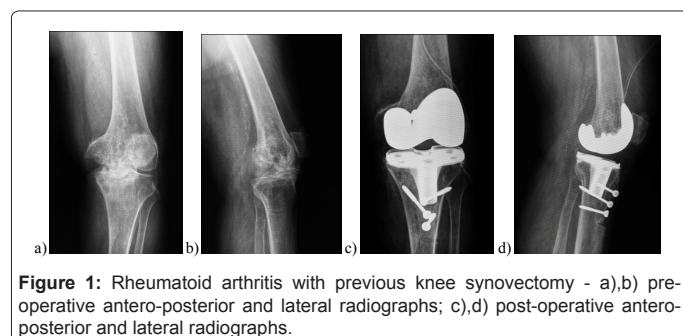 a) b) c) d)
Figure 1: Rheumatoid arthritis with previous knee synovectomy - a),b) pre-
operative antero-posterior and lateral radiographs; c),d) post-operative antero-
posterior and lateral radiographs.